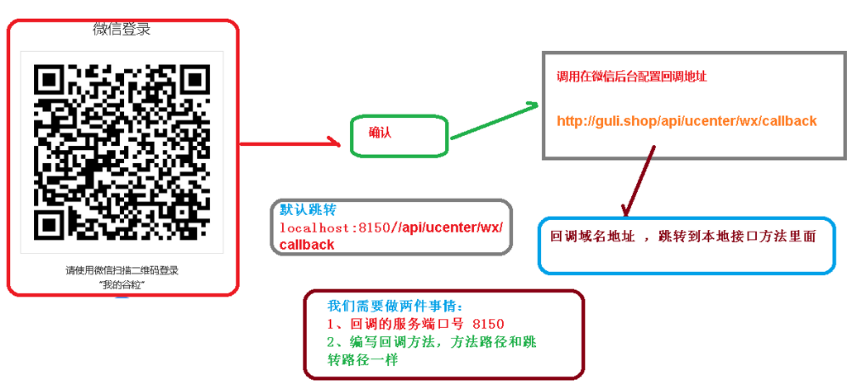 微信登录
请使用微信扫描二维码登录
“我的谷粒”
确认
调用在微信后台配置回调地址
http://guli.shop/api/ucenter/wx/callback
默认跳转
localhost:8150//api/ucenter/wx/
callback
回调域名地址 ，跳转到本地接口方法里面
我们需要做两件事情：
1、回调的服务端口号 8150
2、编写回调方法，方法路径和跳
转路径一样